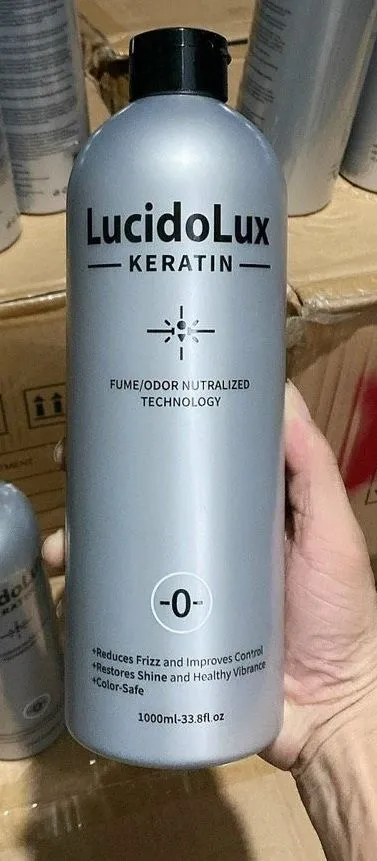 LucidoLux
KERATIN
FUME/ODOR NUTRALIZED
TECHNOLOGY
-0-
+Reduces Frizz and Improves Control
+Restores Shine and Healthy Vibrance
+Color-Safe
1000ml-33.8fl.oz